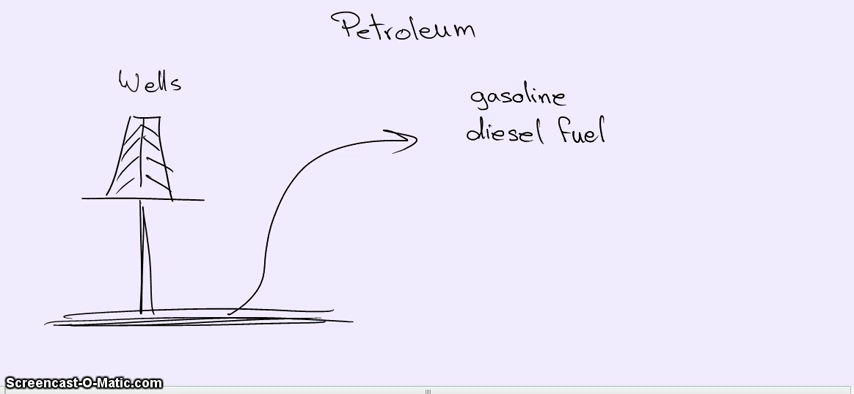 Petroleum
Wells
gasoline
diesel fuel
Screencast-O-Matic.com